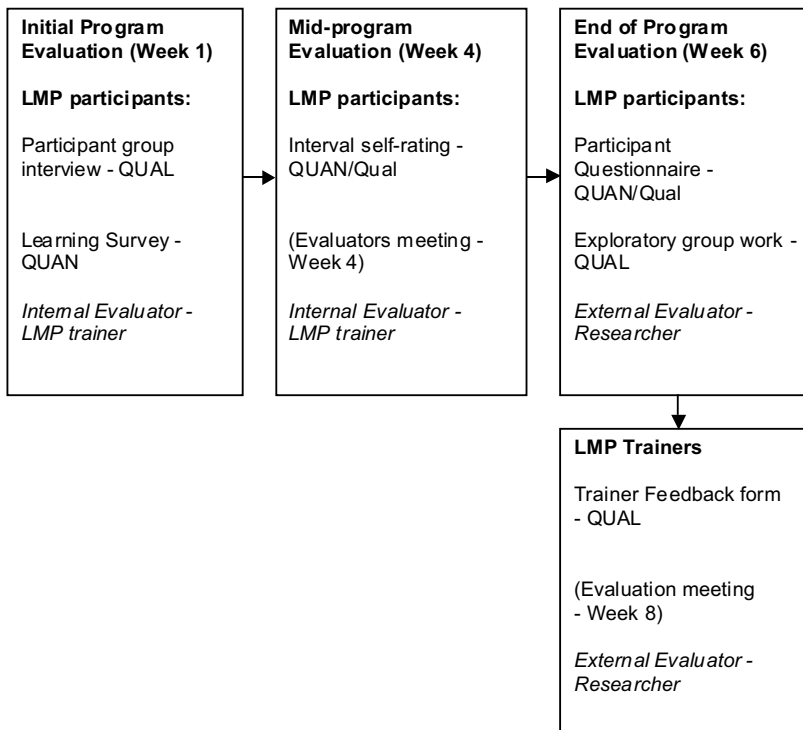 Initial Program
Evaluation (Week 1)
LMP participants:
Participant group
interview - QUAL
Learning Survey -
QUAN
Internal Evaluator -
LMP trainer
Mid-program
Evaluation (Week 4)
LMP participants:
Interval self-rating -
QUAN/Qual
(Evaluators meeting -
Week 4)
Internal Evaluator -
LMP trainer
End of Program
Evaluation (Week 6)
LMP participants:
Participant
Questionnaire -
QUAN/Qual
Exploratory group work -
QUAL
External Evaluator -
Researcher
LMP Trainers
Trainer Feedback form
- QUAL
(Evaluation meeting
- Week 8)
External Evaluator -
Researcher